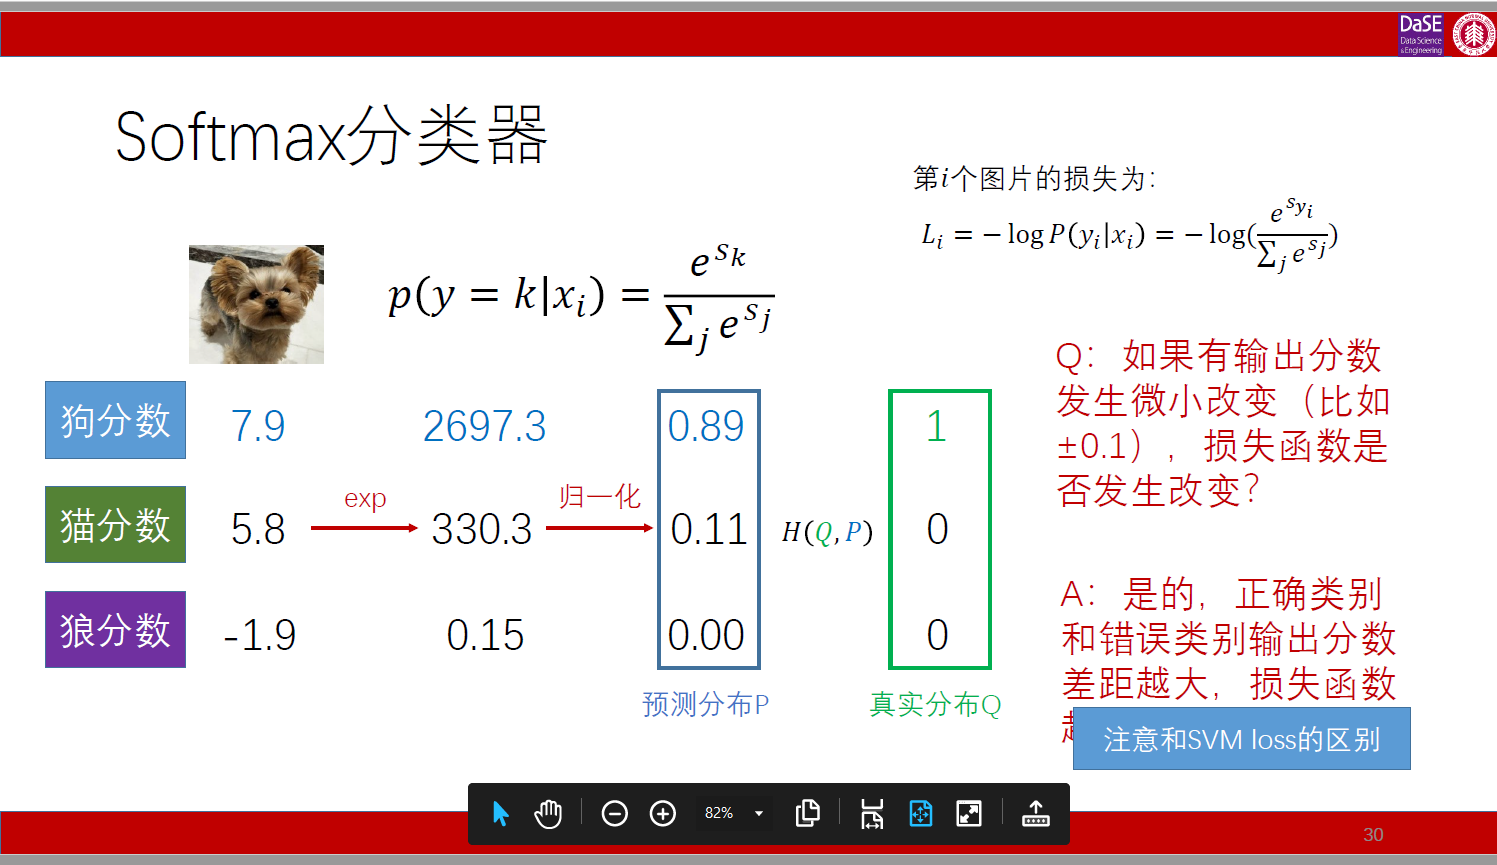 DaSE
Data Science
& Engineering
Softmax分类器
第i个图片的损失为：
L_i = − log P(y_i|x_i) = − log(e^{s_{y_i}} / ∑_j e^{s_j})
p(y = k|x_i) = e^{s_k} / ∑_j e^{s_j}
狗分数 7.9 2697.3 0.89 1
猫分数 5.8 exp 330.3 归一化 0.11 H(Q,P) 0
狼分数 -1.9 0.15 0.00 0
预测分布P 真实分布Q
Q：如果有输出分数
发生微小改变（比如
±0.1），损失函数是
否发生改变？
A：是的，正确类别
和错误类别输出分数
差距越大，损失函数
注意和SVM loss的区别
82%
30